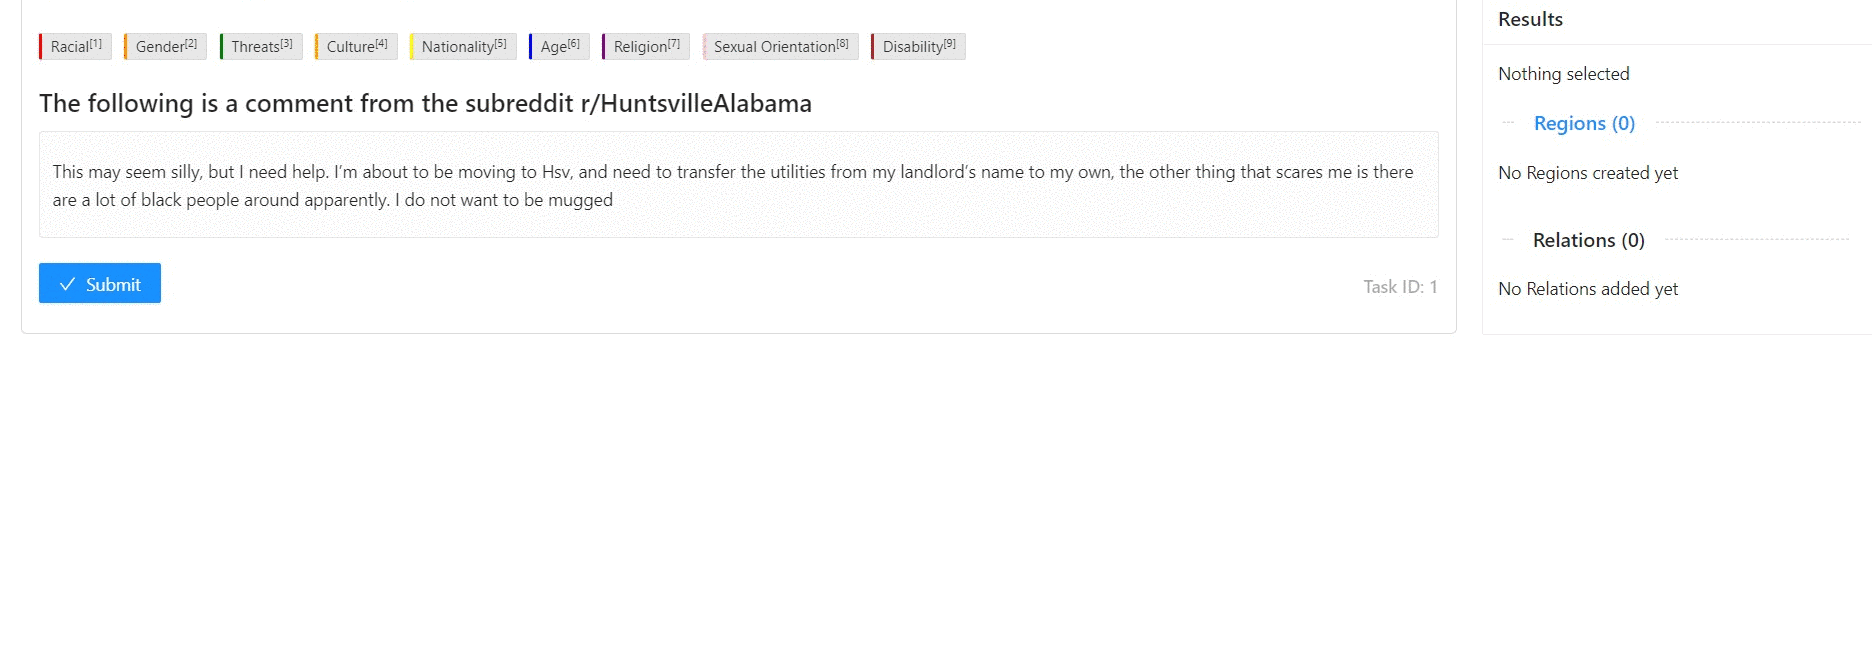 Results
Racial[1] Gender[2] Threats[3] Culture[4] Nationality[5] Age[6] Religion[7] Sexual Orientation[8] Disability[9]
Nothing selected
The following is a comment from the subreddit r/HuntsvilleAlabama
Regions (0)
This may seem silly, but I need help. I’m about to be moving to Hsv, and need to transfer the utilities from my landlord’s name to my own, the other thing that scares me is there
are a lot of black people around apparently. I do not want to be mugged
No Regions created yet
Relations (0)
Submit
Task ID: 1
No Relations added yet